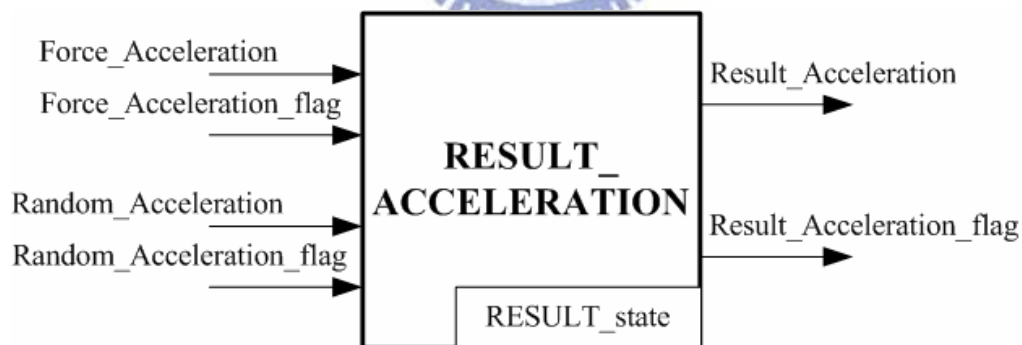 Force_Acceleration
Force_Acceleration_flag
Random_Acceleration
Random_Acceleration_flag
RESULT_
ACCELERATION
RESULT_state
Result_Acceleration
Result_Acceleration_flag